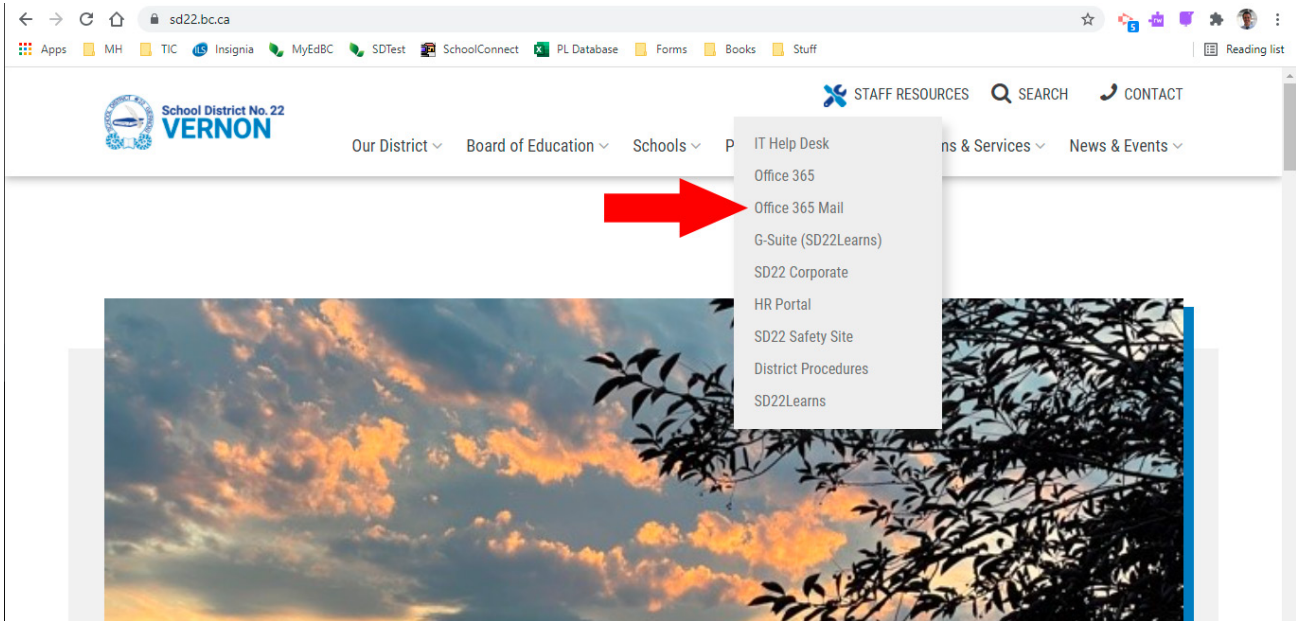 sd22.bc.ca
5
Apps MH TIC iLS Insignia MyEdBC SDTest SchoolConnect PL Database Forms Books Stuff Reading list
STAFF RESOURCES SEARCH CONTACT
School District No. 22
VERNON
Our District Board of Education Schools P ms & Services News & Events
IT Help Desk
Office 365
Office 365 Mail
G-Suite (SD22Learns)
SD22 Corporate
HR Portal
SD22 Safety Site
District Procedures
SD22Learns